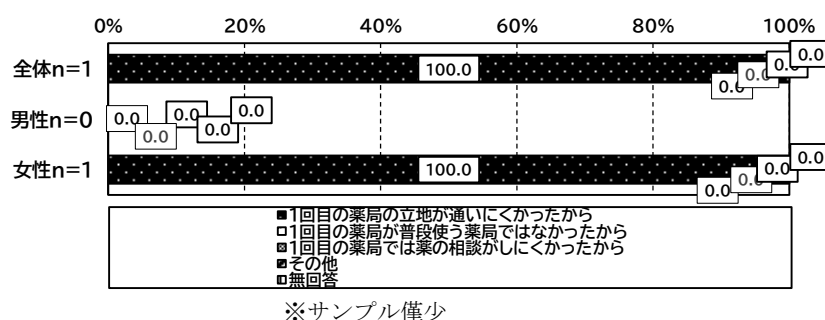 0% 20% 40% 60% 80% 100%
全体n=1 100.0 0.0 0.0 0.0 0.0
男性n=0 0.0 0.0 0.0 0.0 0.0
女性n=1 100.0 0.0 0.0 0.0 0.0
1回目の薬局の立地が通いにくかったから
1回目の薬局が普段使う薬局ではなかったから
1回目の薬局では薬の相談がしにくかったから
その他
無回答
※サンプル僅少